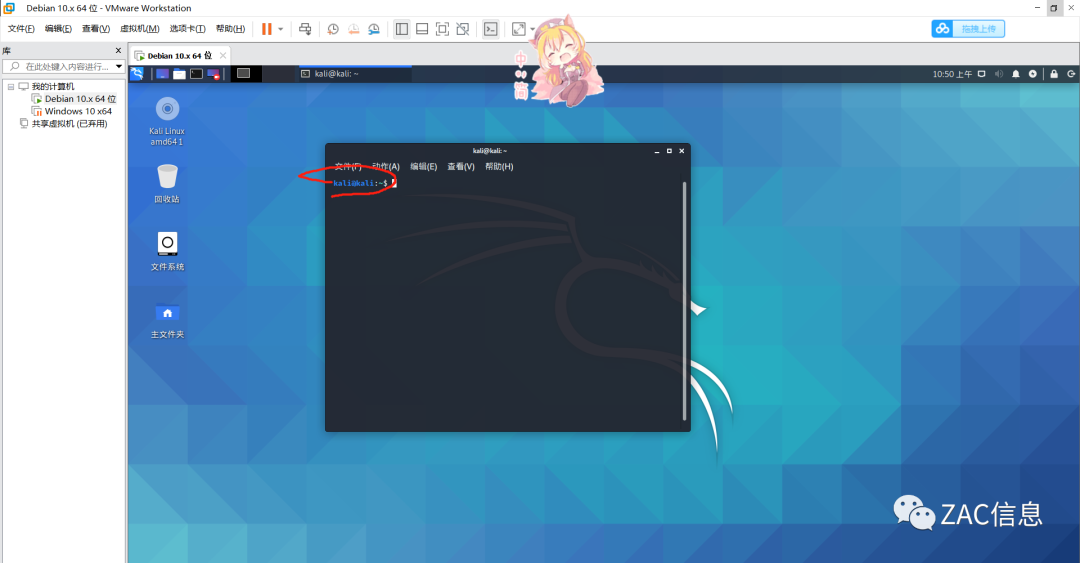 Debian 10.x 64 位 - VMware Workstation
文件(F) 编辑(E) 查看(V) 虚拟机(M) 选项卡(T) 帮助(H)
拖拽上传
库
在此处键入内容进行...
我的计算机
Debian 10.x 64 位
Windows 10 x64
共享虚拟机 (已弃用)
Debian 10.x 64 位
kali@kali: ~
10:50 上午
中
简
Kali Linux
amd64 1
回收站
文件系统
主文件夹
kali@kali: ~
文件(F) 动作(A) 编辑(E) 查看(V) 帮助(H)
kali@kali:~$
ZAC信息